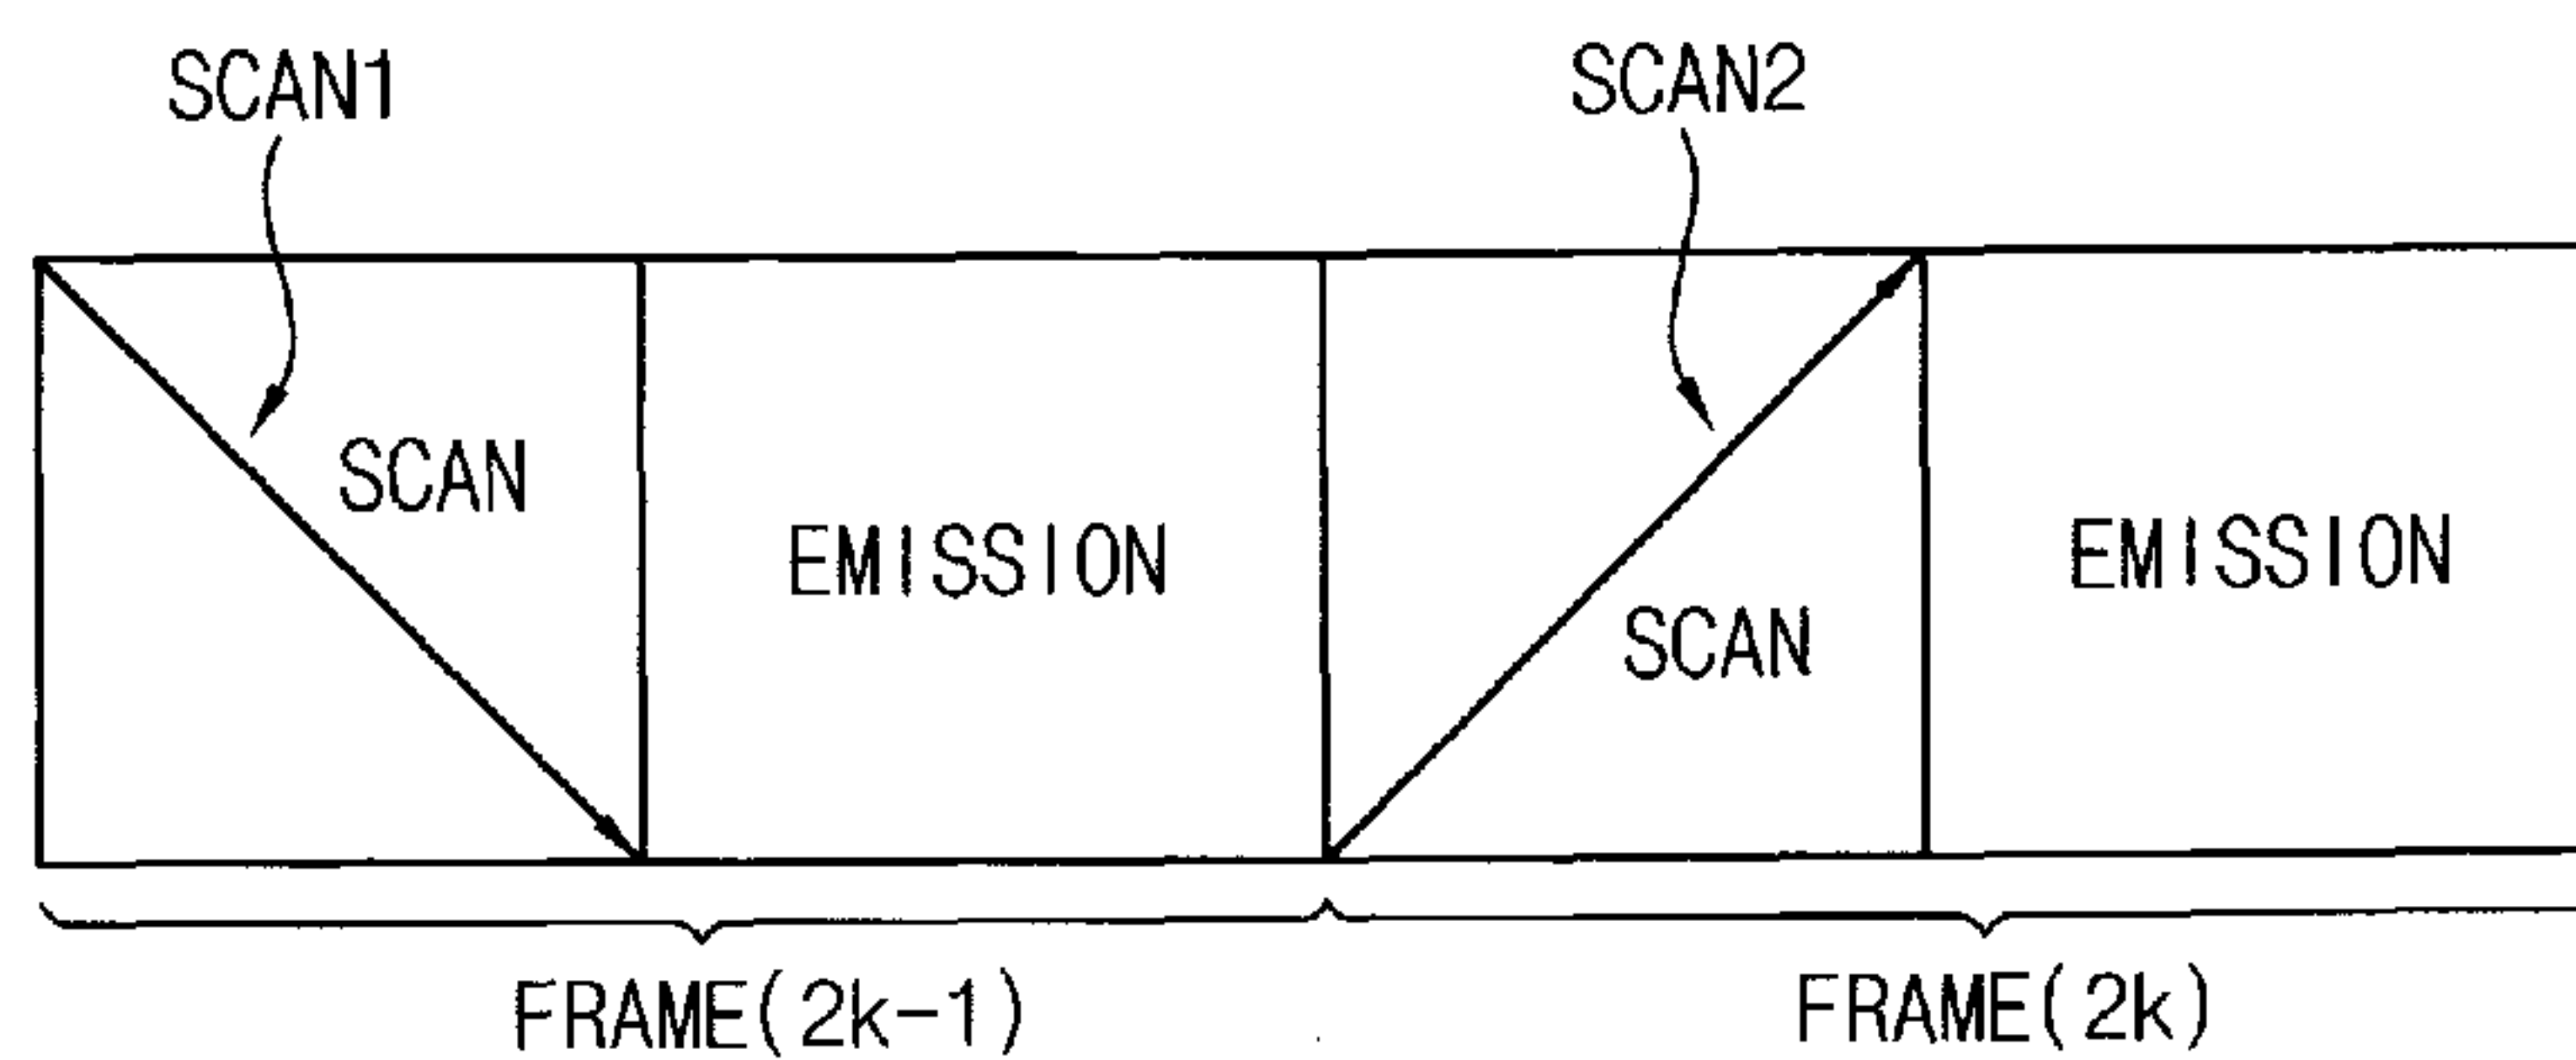 SCAN1
SCAN2
SCAN
EMISSION
SCAN
EMISSION
FRAME(2k-1)
FRAME(2k)